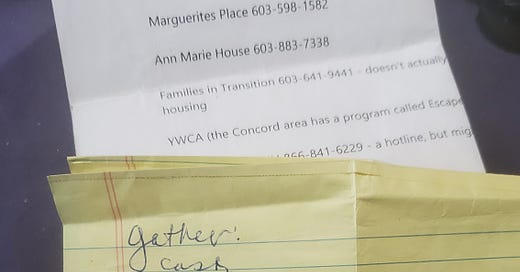 Marguerites Place 603-598-1582
Ann Marie House 603-883-7338
Families in Transition 603-641-9441 - doesn't actually
housing
YWCA (the Concord area has a program called Escape
866-841-6229 - a hotline, but mig
gather:
cash